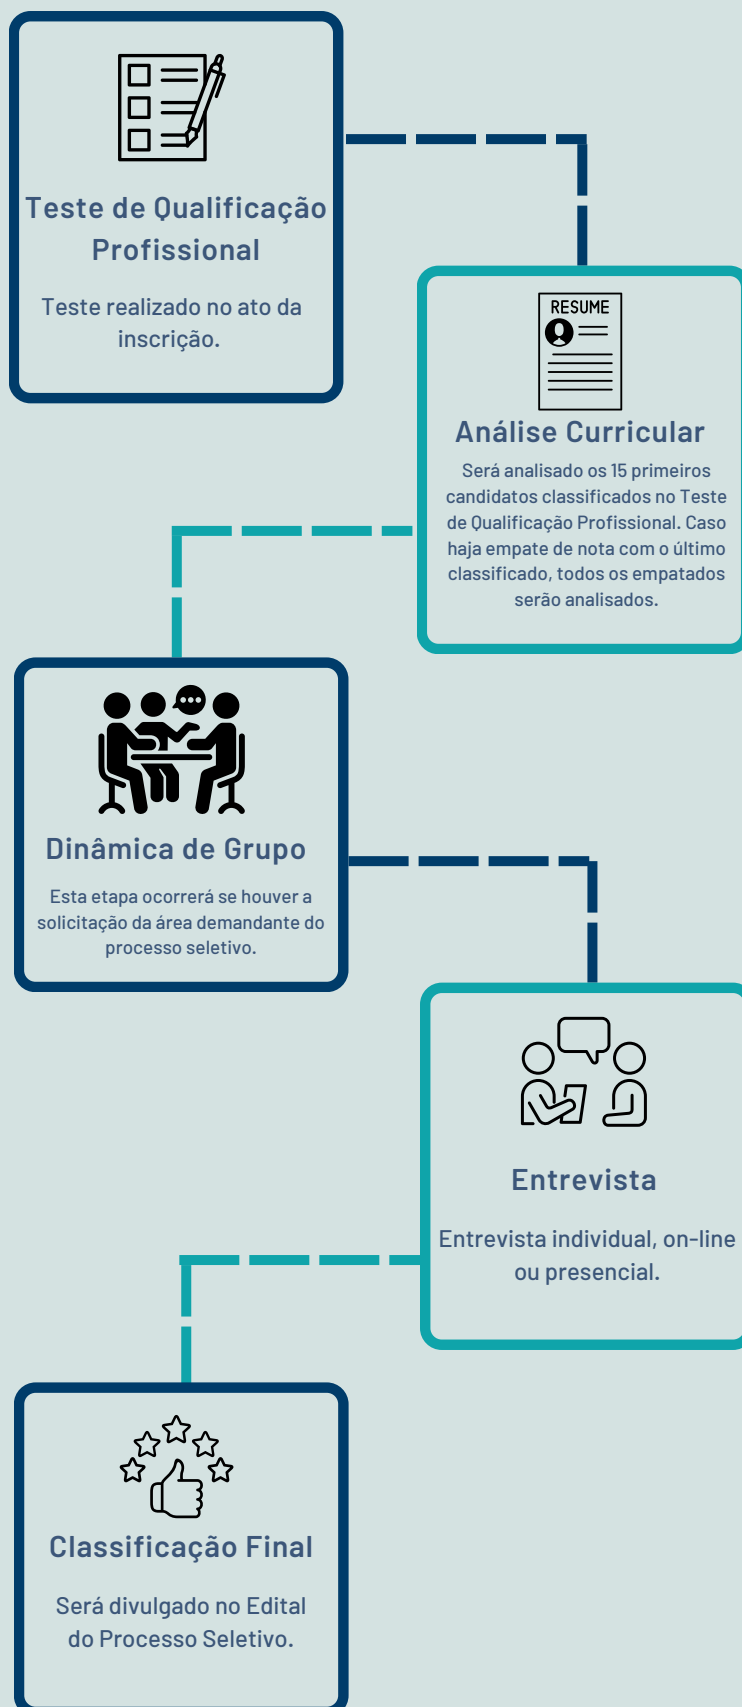 Teste de Qualificação
Profissional
Teste realizado no ato da
inscrição.
RESUME
Análise Curricular
Será analisado os 15 primeiros
candidatos classificados no Teste
de Qualificação Profissional. Caso
haja empate de nota com o último
classificado, todos os empatados
serão analisados.
Dinâmica de Grupo
Esta etapa ocorrerá se houver a
solicitação da área demandante do
processo seletivo.
Entrevista
Entrevista individual, on-line
ou presencial.
Classificação Final
Será divulgado no Edital
do Processo Seletivo.